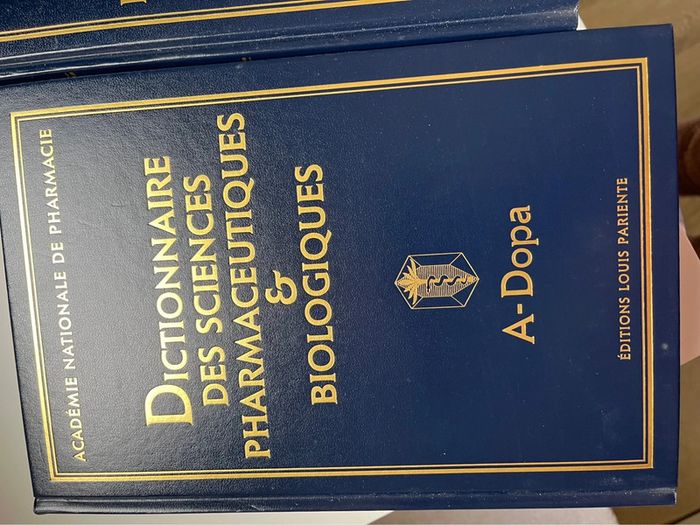 ACADÉMIE NATIONALE DE PHARMACIE
DICTIONNAIRE
DES SCIENCES
PHARMACEUTIQUES
&
BIOLOGIQUES
A-Dopa
ÉDITIONS LOUIS PARIENTE